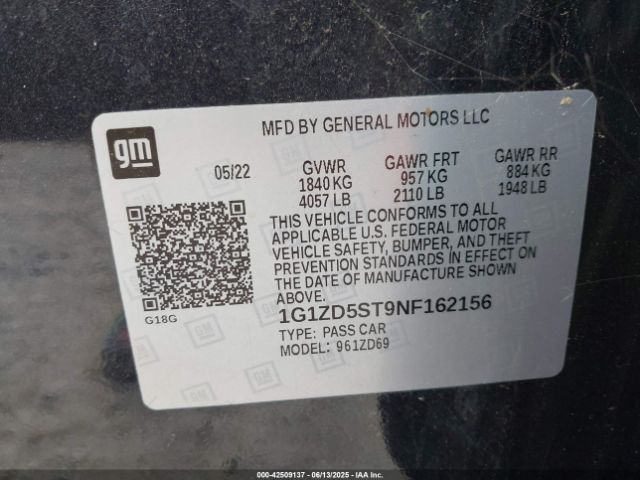 gm
MFD BY GENERAL MOTORS LLC
05/22
GVWR
1840 KG
4057 LB
GAWR FRT
957 KG
2110 LB
GAWR RR
884 KG
1948 LB
THIS VEHICLE CONFORMS TO ALL
APPLICABLE U.S. FEDERAL MOTOR
VEHICLE SAFETY, BUMPER, AND THEFT
PREVENTION STANDARDS IN EFFECT ON
THE DATE OF MANUFACTURE SHOWN
ABOVE.
G18G
1G1ZD5ST9NF162156
TYPE: PASS CAR
MODEL: 961ZD69
000-42509137 - 06/13/2025 - IAAI.COM